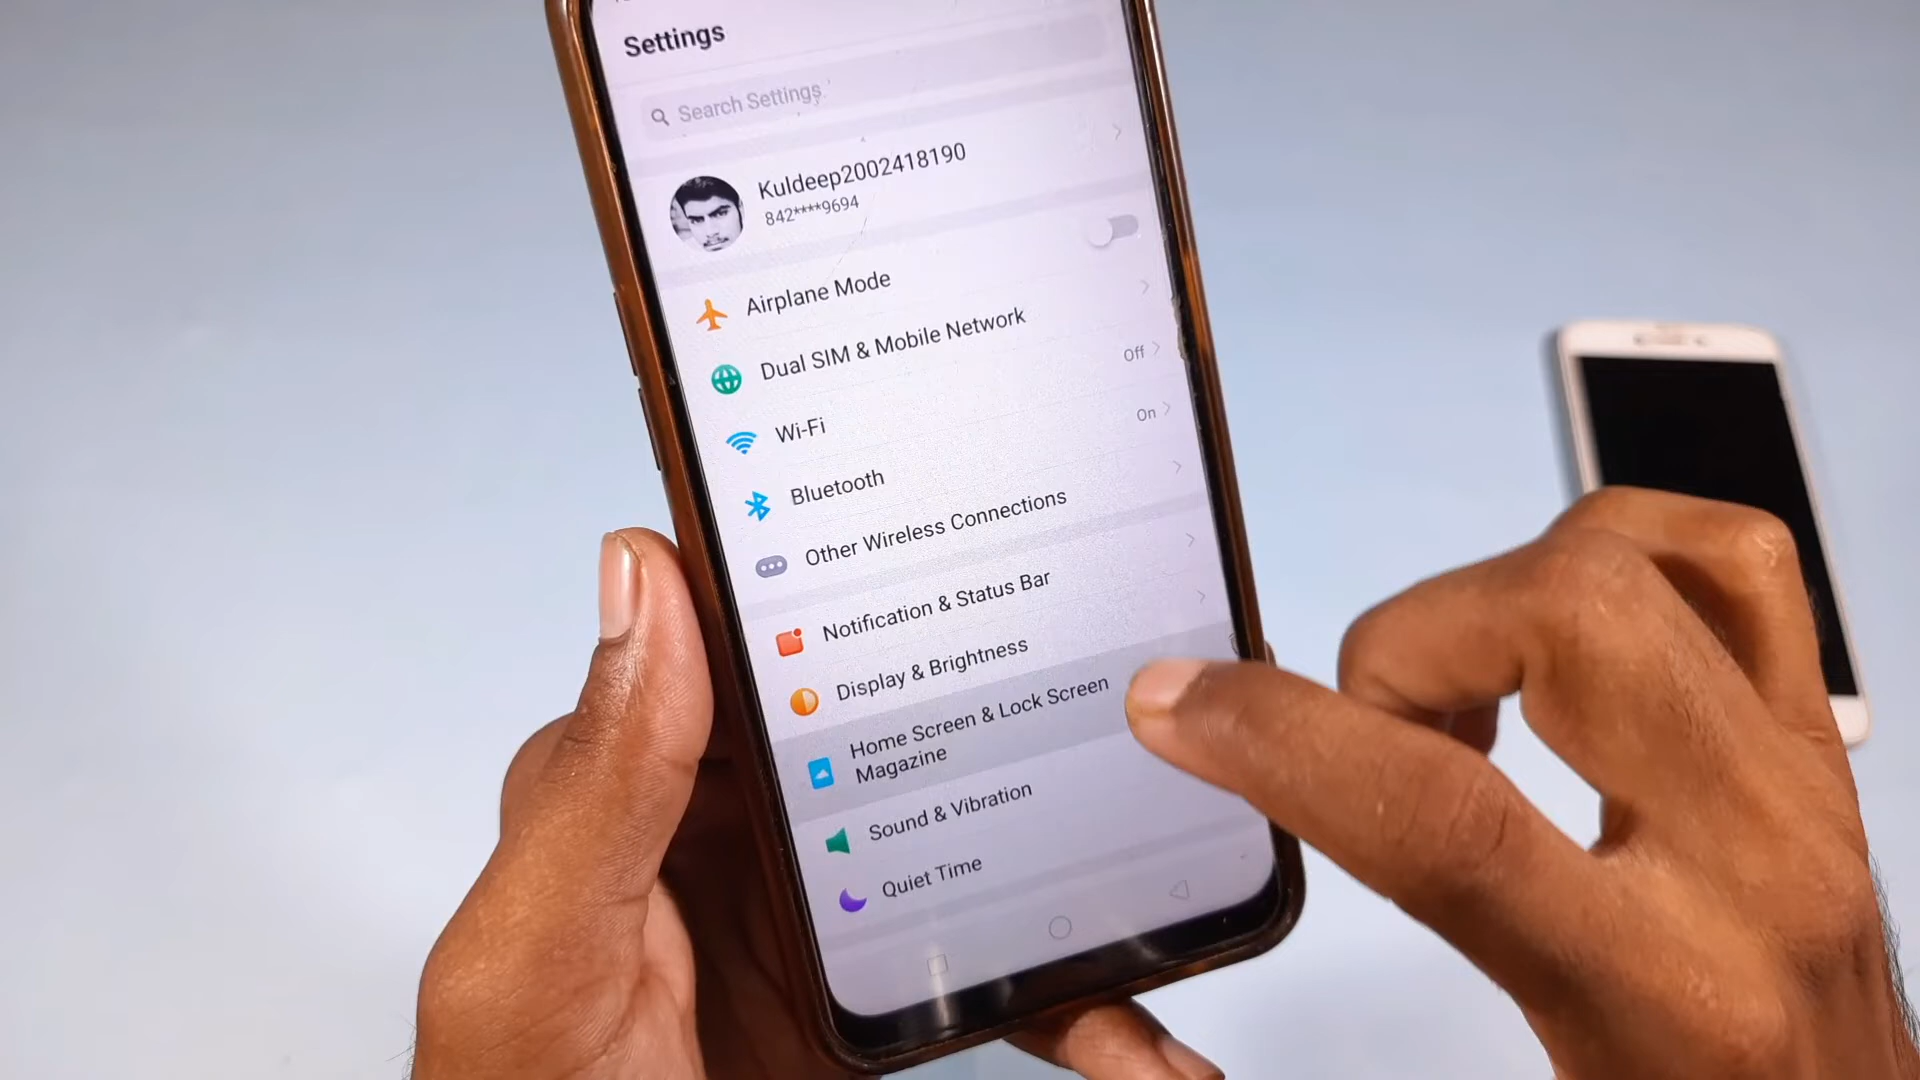 Settings
Search Settings
Kuldeep2002418190
842****9694
Airplane Mode
Dual SIM & Mobile Network
Wi-Fi
Off
Bluetooth
On
Other Wireless Connections
Notification & Status Bar
Display & Brightness
Home Screen & Lock Screen
Magazine
Sound & Vibration
Quiet Time